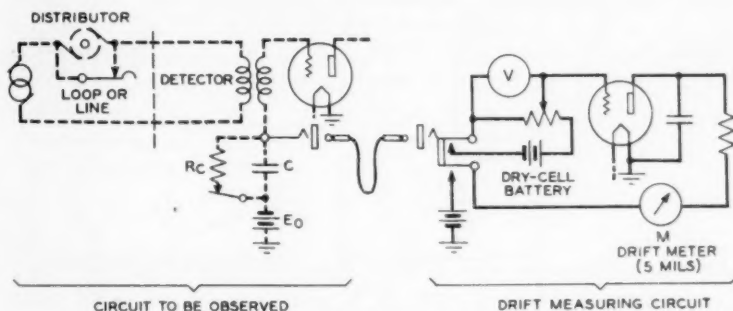 DISTRIBUTOR
LOOP OR
LINE
DETECTOR
RC
C
E0
V
DRY-CELL
BATTERY
M
DRIFT METER
(5 MILS)
CIRCUIT TO BE OBSERVED
DRIFT MEASURING CIRCUIT